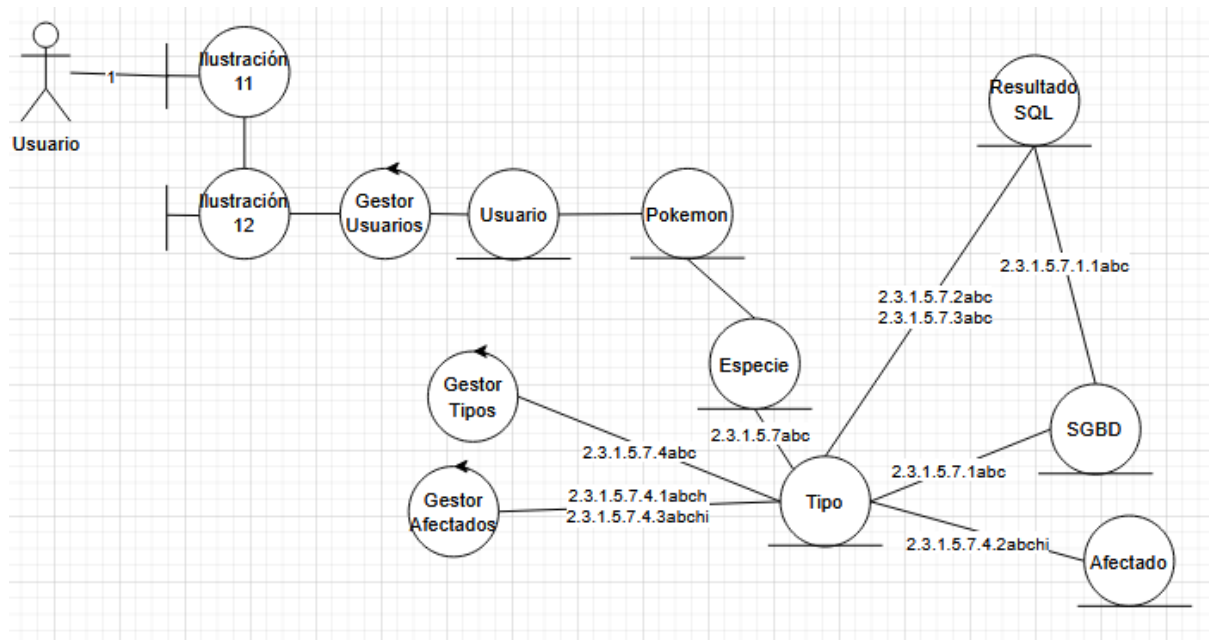 Ilustración
11
1
Usuario
Resultado
SQL
Ilustración
12
Gestor
Usuarios
Usuario
Pokemon
2.3.1.5.7.1.1abc
2.3.1.5.7.2abc
2.3.1.5.7.3abc
Especie
Gestor
Tipos
2.3.1.5.7abc
SGBD
2.3.1.5.7.4abc
2.3.1.5.7.1abc
Gestor
Afectados
2.3.1.5.7.4.1abch
2.3.1.5.7.4.3abchi
Tipo
2.3.1.5.7.4.2abchi
Afectado